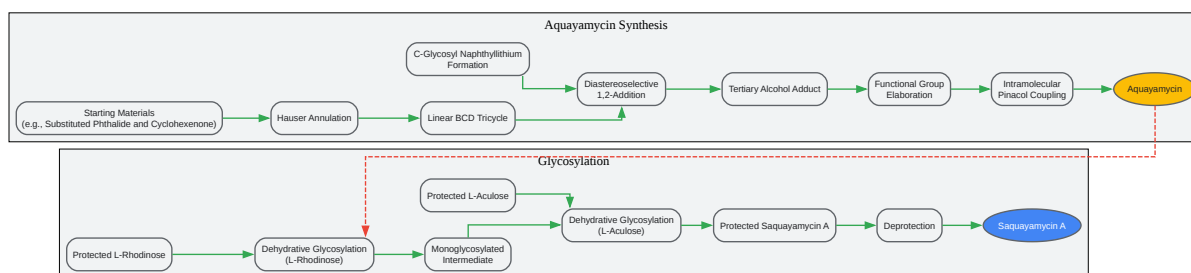 Aquayamycin Synthesis
C-Glycosyl Naphthyllithium
Formation
Starting Materials
(e.g., Substituted Phthalide and Cyclohexenone)
Hauser Annulation
Linear BCD Tricycle
Diastereoselective
1,2-Addition
Tertiary Alcohol Adduct
Functional Group
Elaboration
Intramolecular
Pinacol Coupling
Aquayamycin
Glycosylation
Protected L-Rhodinose
Dehydrative Glycosylation
(L-Rhodinose)
Protected L-Aculose
Monoglycosylated
Intermediate
Dehydrative Glycosylation
(L-Aculose)
Protected Saquayamycin A
Deprotection
Saquayamycin A